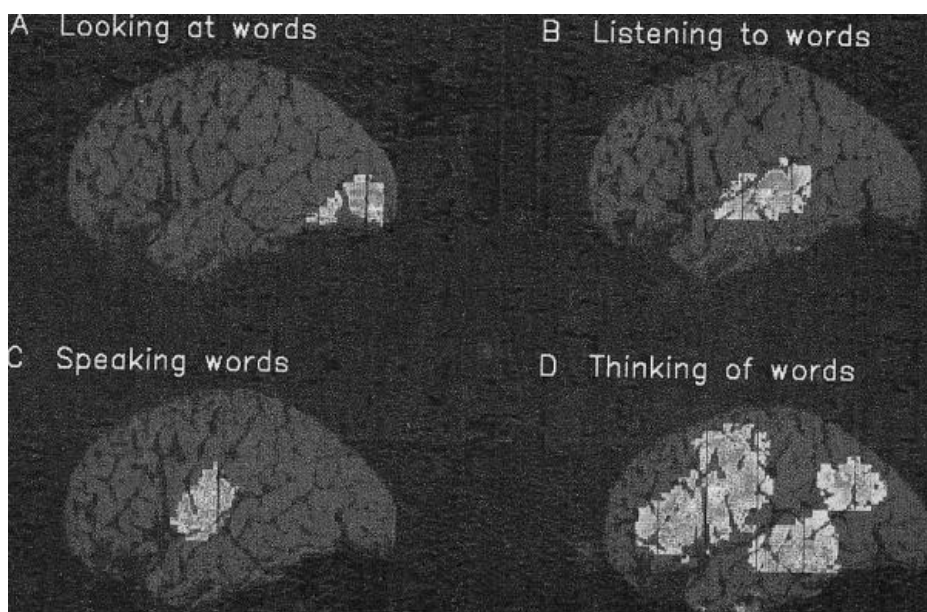 A Looking at words
B Listening to words
C Speaking words
D Thinking of words